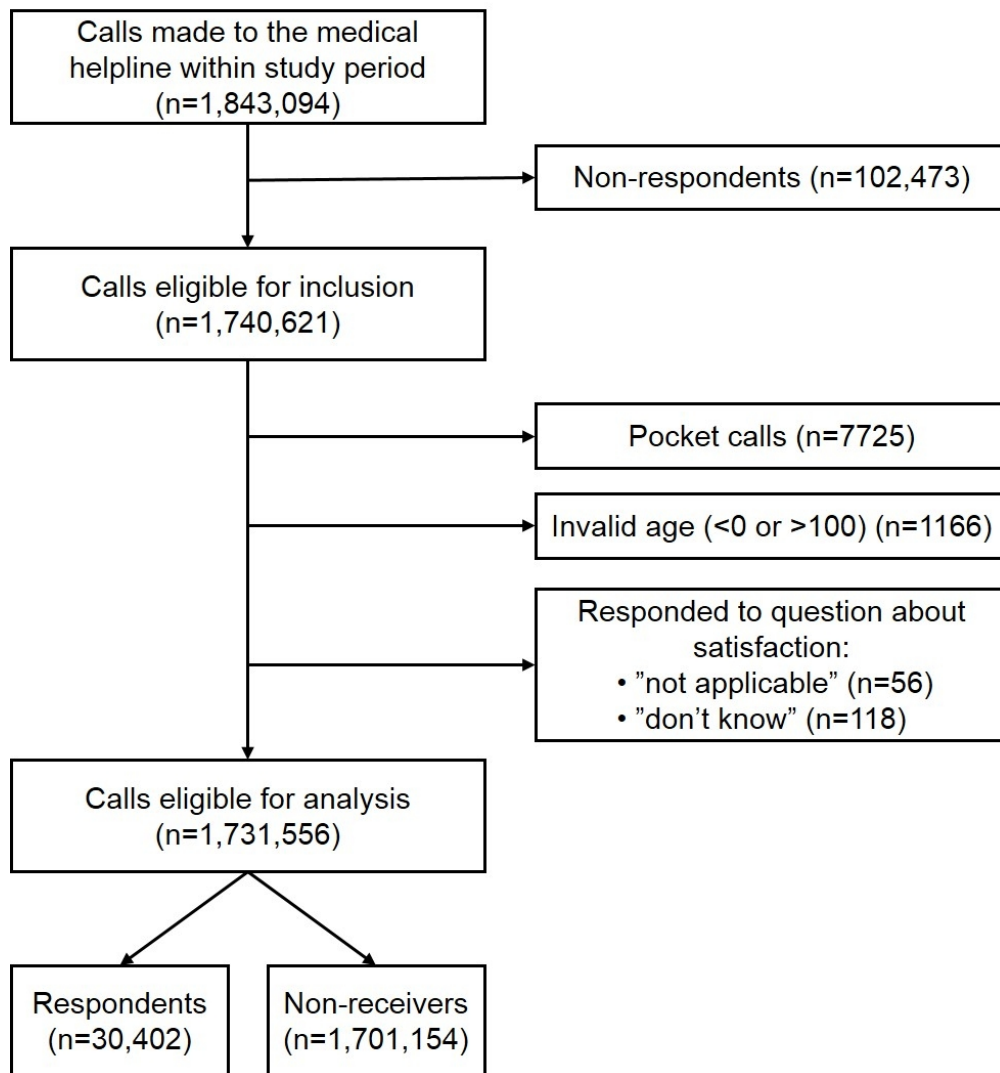 Calls made to the medical
helpline within study period
(n=1,843,094)
Non-respondents (n=102,473)
Calls eligible for inclusion
(n=1,740,621)
Pocket calls (n=7725)
Invalid age (<0 or >100) (n=1166)
Responded to question about
satisfaction:
• ”not applicable” (n=56)
• ”don’t know” (n=118)
Calls eligible for analysis
(n=1,731,556)
Respondents
(n=30,402)
Non-receivers
(n=1,701,154)